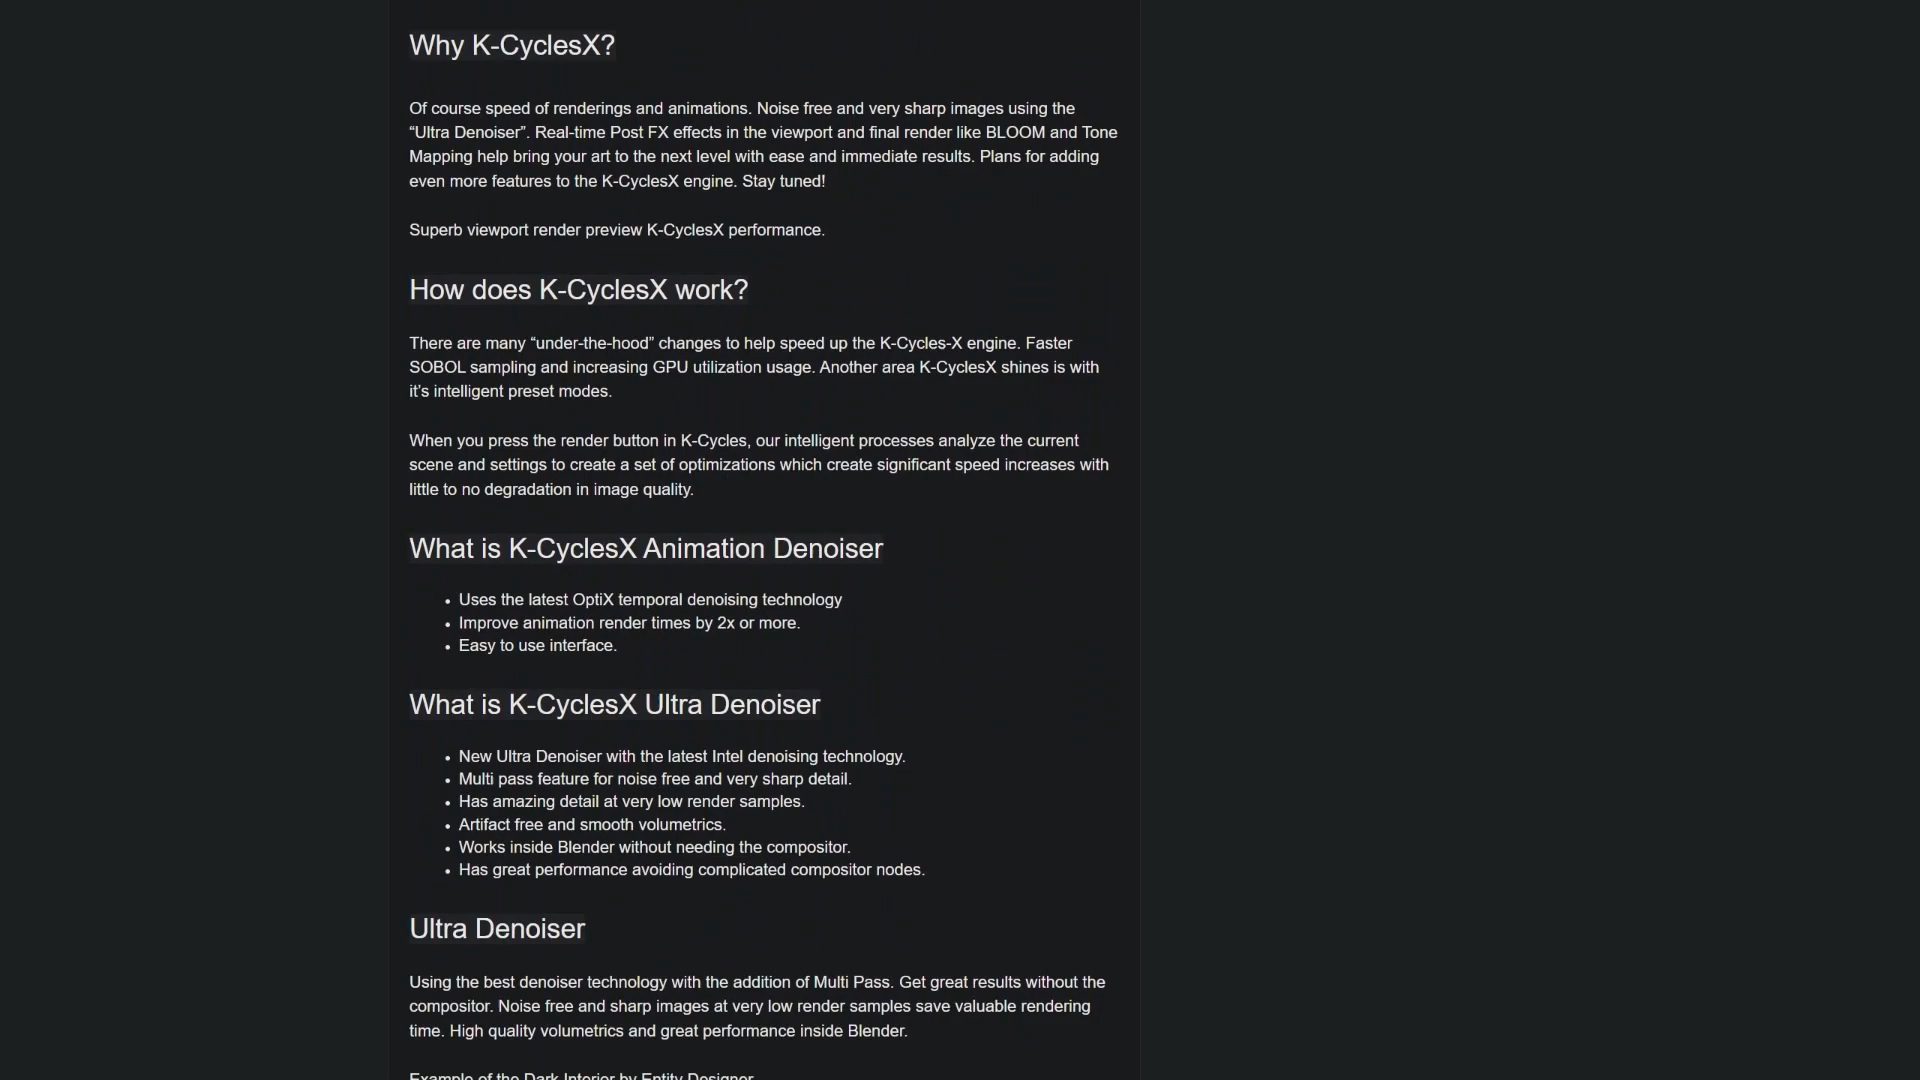 Why K-CyclesX?
Of course speed of renderings and animations. Noise free and very sharp images using the
“Ultra Denoiser”. Real-time Post FX effects in the viewport and final render like BLOOM and Tone
Mapping help bring your art to the next level with ease and immediate results. Plans for adding
even more features to the K-CyclesX engine. Stay tuned!
Superb viewport render preview K-CyclesX performance.
How does K-CyclesX work?
There are many “under-the-hood” changes to help speed up the K-Cycles-X engine. Faster
SOBOL sampling and increasing GPU utilization usage. Another area K-CyclesX shines is with
it’s intelligent preset modes.
When you press the render button in K-Cycles, our intelligent processes analyze the current
scene and settings to create a set of optimizations which create significant speed increases with
little to no degradation in image quality.
What is K-CyclesX Animation Denoiser
• Uses the latest OptiX temporal denoising technology
• Improve animation render times by 2x or more.
• Easy to use interface.
What is K-CyclesX Ultra Denoiser
• New Ultra Denoiser with the latest Intel denoising technology.
• Multi pass feature for noise free and very sharp detail.
• Has amazing detail at very low render samples.
• Artifact free and smooth volumetrics.
• Works inside Blender without needing the compositor.
• Has great performance avoiding complicated compositor nodes.
Ultra Denoiser
Using the best denoiser technology with the addition of Multi Pass. Get great results without the
compositor. Noise free and sharp images at very low render samples save valuable rendering
time. High quality volumetrics and great performance inside Blender.
Example of the Dark Interior by Entity Designer